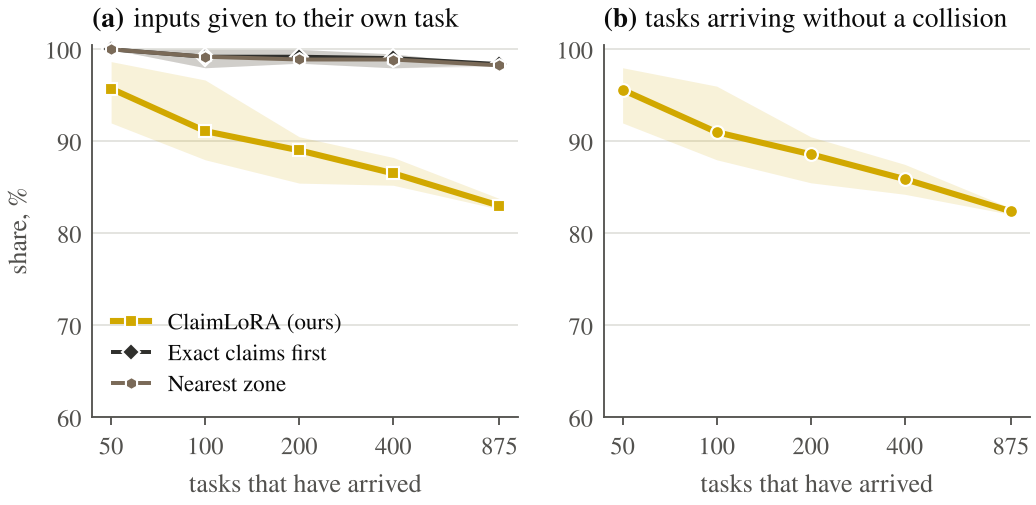 (a) inputs given to their own task
100
90
80
70
60
share, %
ClaimLoRA (ours)
Exact claims first
Nearest zone
50 100 200 400 875
tasks that have arrived
(b) tasks arriving without a collision
100
90
80
70
60
50 100 200 400 875
tasks that have arrived